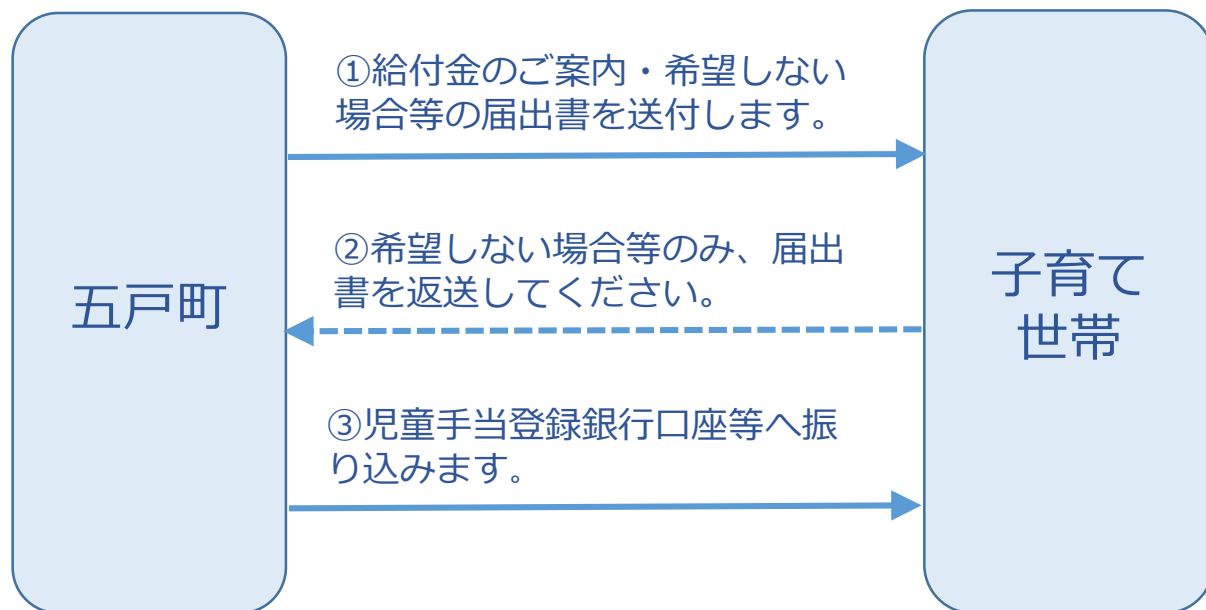 ①給付金のご案内・希望しない
場合等の届出書を送付します。
②希望しない場合等のみ、届出
書を返送してください。
五戸町
子育て
世帯
③児童手当登録銀行口座等へ振
り込みます。